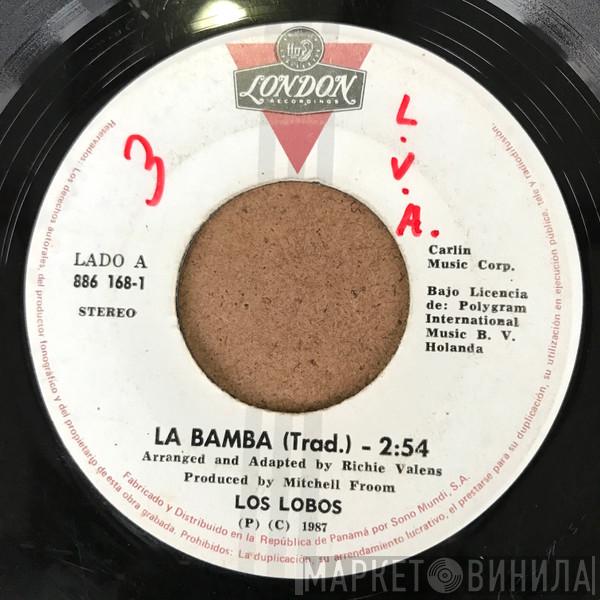 LONDON
RECORDINGS
3
L.V.A.
LADO A
886 168-1
STEREO
Carlin
Music Corp.
Bajo Licencia
de: Polygram
International
Music B. V.
Holanda
LA BAMBA (Trad.) - 2:54
Arranged and Adapted by Richie Valens
Produced by Mitchell Froom
LOS LOBOS
(P) (C) 1987
Reservados: Los derechos autorales, del productor fonográfico y del propietario de esta obra grabada. Prohibidos: La duplicación, su arrendamiento lucrativo, el prestarse para su duplicación, su utilización en ejecución pública, tele y radiodifusión.
Fabricado y Distribuido en la República de Panamá por Sono Mundi, S.A.
МАРКЕТ ВИНИЛА